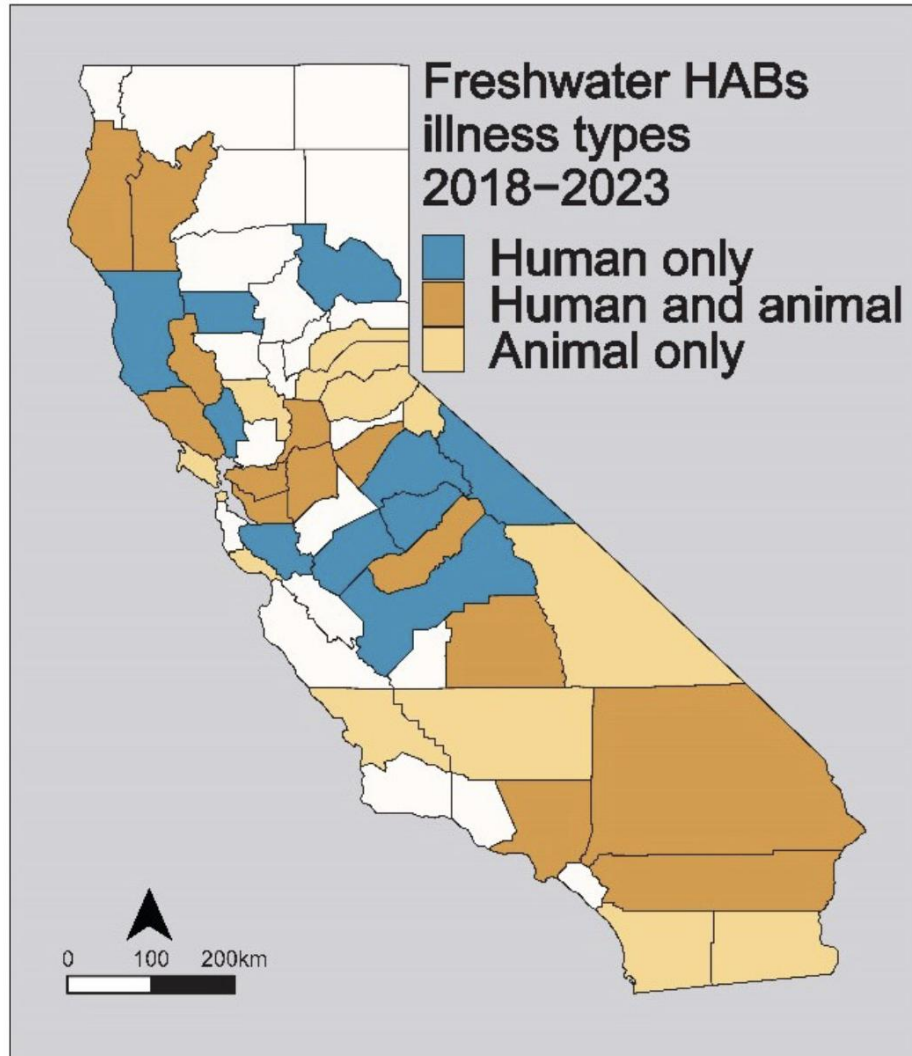 Freshwater HABs
illness types
2018−2023
Human only
Human and animal
Animal only
0 100 200km